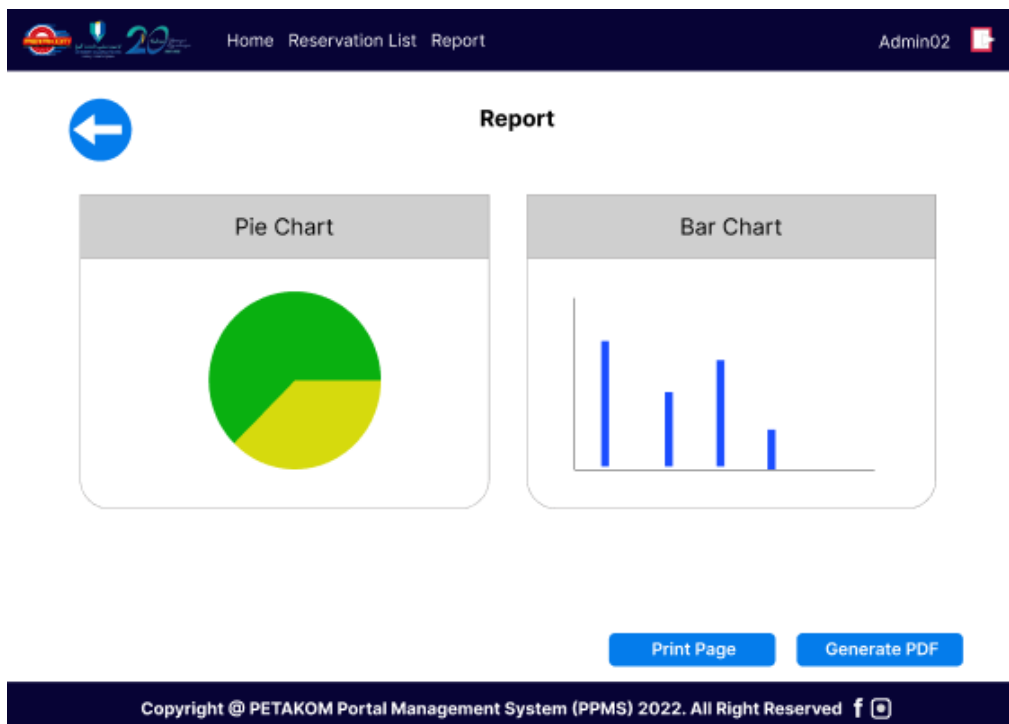 Home Reservation List Report Admin02
Report
Pie Chart
Bar Chart
Print Page
Generate PDF
Copyright @ PETAKOM Portal Management System (PPMS) 2022. All Right Reserved